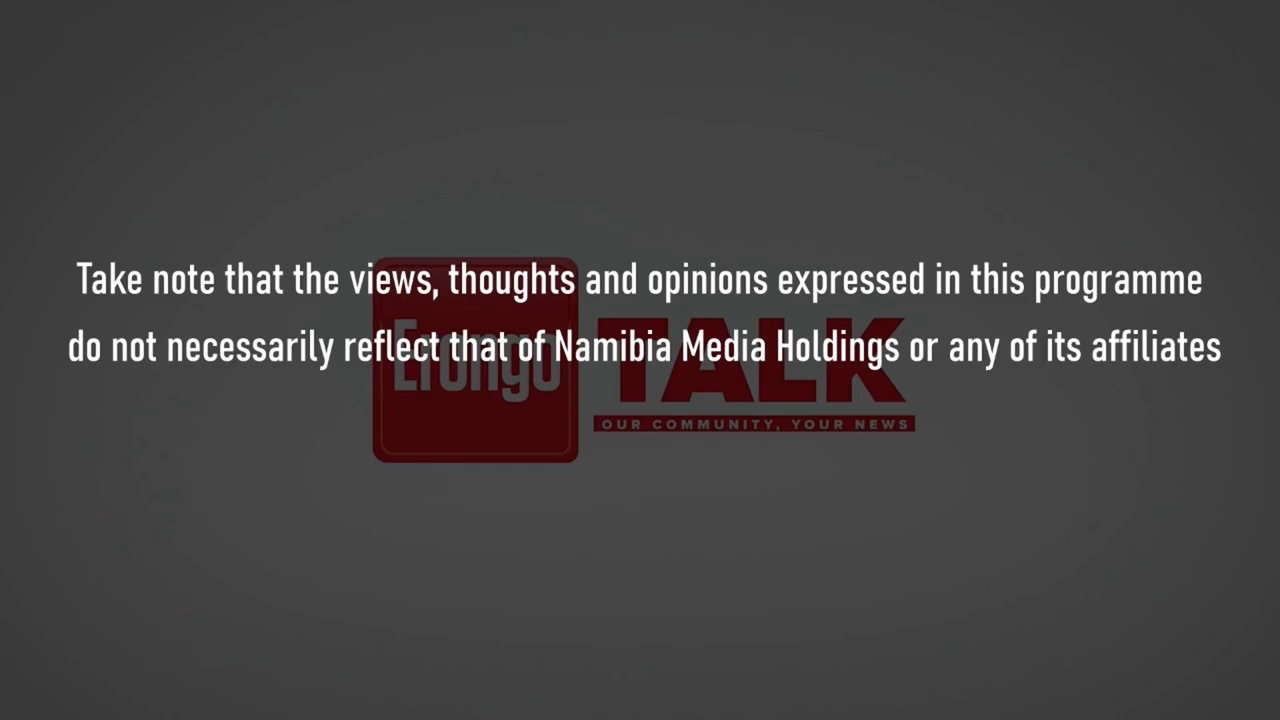 Take note that the views, thoughts and opinions expressed in this programme
do not necessarily reflect that of Namibia Media Holdings or any of its affiliates
Erongo
TALK
OUR COMMUNITY, YOUR NEWS